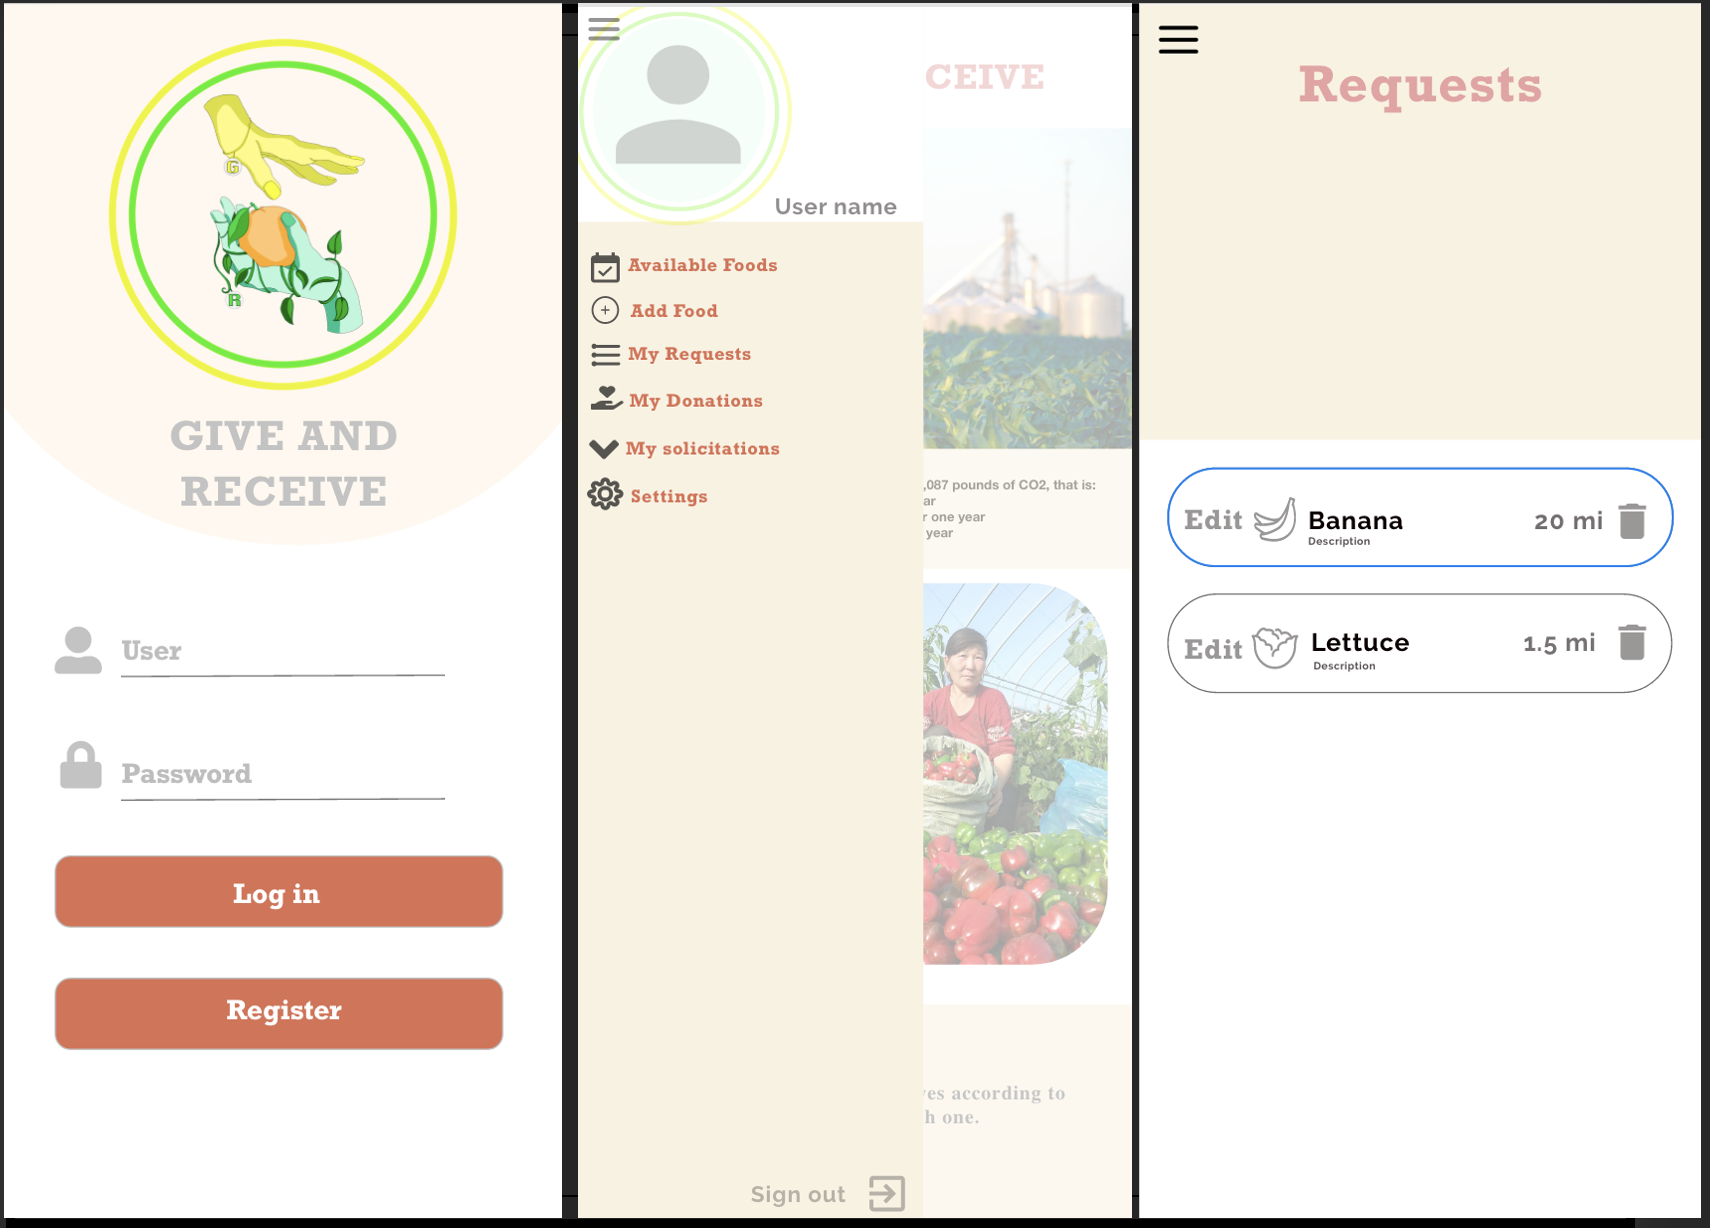 G
R
GIVE AND
RECEIVE
User
Password
Log in
Register
CEIVE
User name
Available Foods
Add Food
My Requests
My Donations
My solicitations
Settings
,087 pounds of CO2, that is:
ar
r one year
year
es according to
h one.
Sign out
Requests
Edit Banana 20 mi
Description
Edit Lettuce 1.5 mi
Description